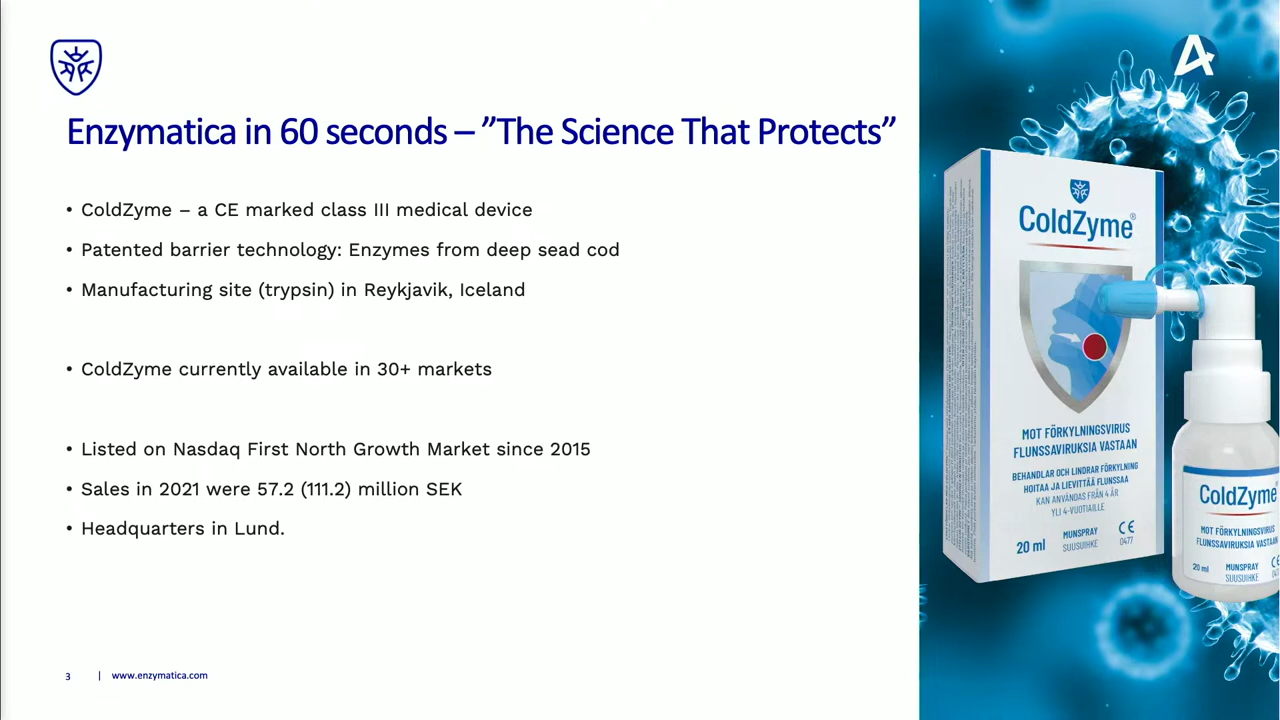 Enzymatica in 60 seconds – ”The Science That Protects”
• ColdZyme – a CE marked class III medical device
• Patented barrier technology: Enzymes from deep sead cod
• Manufacturing site (trypsin) in Reykjavik, Iceland
• ColdZyme currently available in 30+ markets
• Listed on Nasdaq First North Growth Market since 2015
• Sales in 2021 were 57.2 (111.2) million SEK
• Headquarters in Lund.
3 | www.enzymatica.com
ColdZyme®
MOT FÖRKYLNINGSVIRUS
FLUNSSAVIRUKSIA VASTAAN
BEHANDLAR OCH LINDRAR FÖRKYLNING
HOITAA JA LIEVITTÄÄ FLUNSSAA
KAN ANVÄNDAS FRÅN 4 ÅR
YLI 4-VUOTIAILLE
20 ml
MUNSPRAY
SUUSUIHKE
CE
0477
ColdZyme
MOT FÖRKYLNINGSVIRUS
FLUNSSAVIRUKSIA VASTAAN
20 ml
MUNSPRAY
SUUSUIHKE